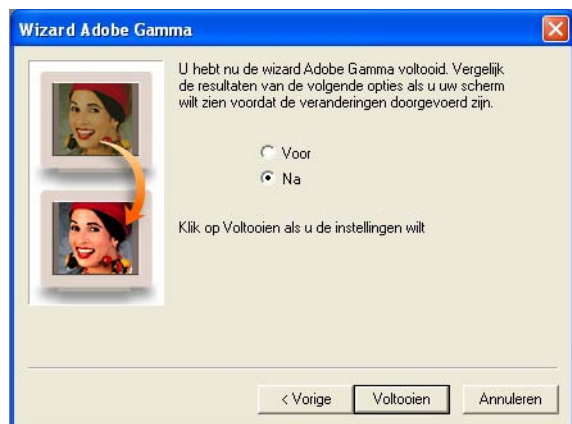 Wizard Adobe Gamma
U hebt nu de wizard Adobe Gamma voltooid. Vergelijk
de resultaten van de volgende opties als u uw scherm
wilt zien voordat de veranderingen doorgevoerd zijn.
Voor
Na
Klik op Voltooien als u de instellingen wilt
< Vorige
Voltooien
Annuleren